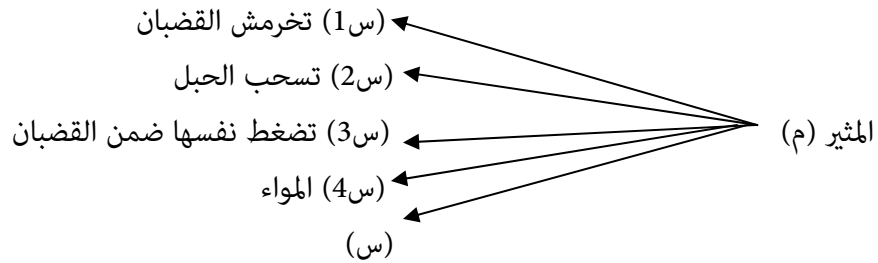 (س1) تخرمش القضبان
(س2) تسحب الحبل
المثير (م)
(س3) تضغط نفسها ضمن القضبان
(س4) المواء
(س)